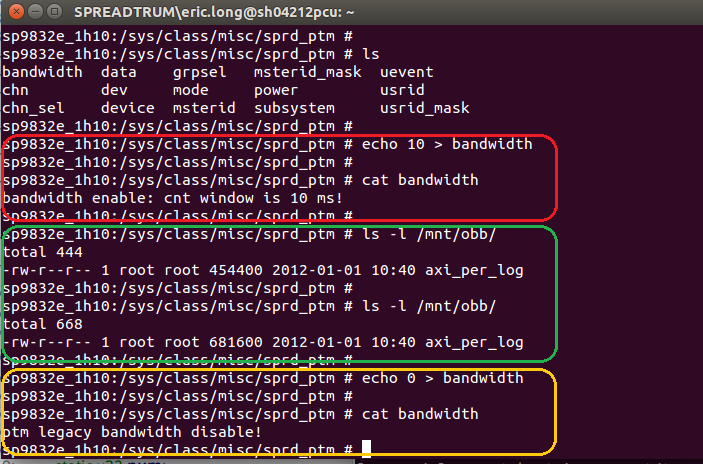 SPREADTRUM\eric.long@sh04212pcu: ~
sp9832e_1h10:/sys/class/misc/sprd_ptm #
sp9832e_1h10:/sys/class/misc/sprd_ptm # ls
bandwidth  data    grpsel   msterid_mask  uevent
chn        dev     mode     power         usrid
chn_sel    device  msterid  subsystem     usrid_mask
sp9832e_1h10:/sys/class/misc/sprd_ptm #
sp9832e_1h10:/sys/class/misc/sprd_ptm # echo 10 > bandwidth
sp9832e_1h10:/sys/class/misc/sprd_ptm #
sp9832e_1h10:/sys/class/misc/sprd_ptm # cat bandwidth
bandwidth enable: cnt window is 10 ms!
sp9832e_1h10:/sys/class/misc/sprd_ptm #
sp9832e_1h10:/sys/class/misc/sprd_ptm # ls -l /mnt/obb/
total 444
-rw-r--r-- 1 root root 454400 2012-01-01 10:40 axi_per_log
sp9832e_1h10:/sys/class/misc/sprd_ptm #
sp9832e_1h10:/sys/class/misc/sprd_ptm # ls -l /mnt/obb/
total 668
-rw-r--r-- 1 root root 681600 2012-01-01 10:40 axi_per_log
sp9832e_1h10:/sys/class/misc/sprd_ptm #
sp9832e_1h10:/sys/class/misc/sprd_ptm # echo 0 > bandwidth
sp9832e_1h10:/sys/class/misc/sprd_ptm #
sp9832e_1h10:/sys/class/misc/sprd_ptm # cat bandwidth
ptm legacy bandwidth disable!
sp9832e_1h10:/sys/class/misc/sprd_ptm #